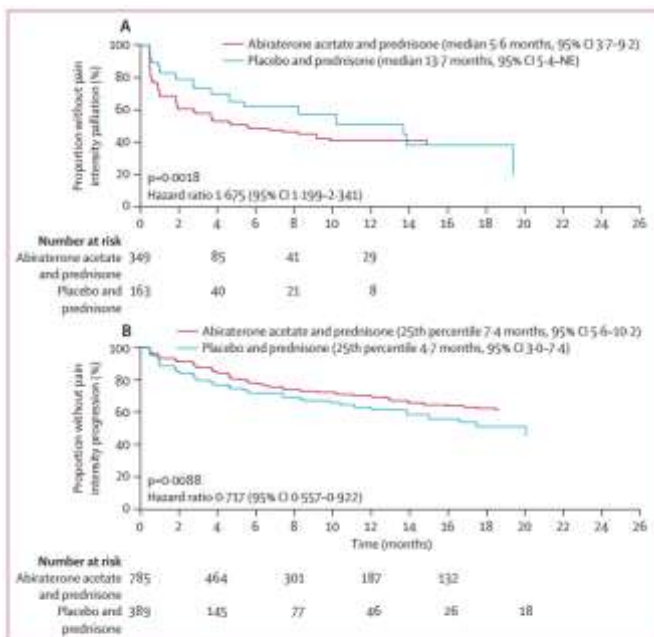 A
Abiraterone acetate and prednisone (median 5·6 months, 95% CI 3·7–9·2)
Placebo and prednisone (median 13·7 months, 95% CI 5·4–NE)
Proportion without pain
intensity palliation (%)
100
80
60
40
20
0
p=0·0018
Hazard ratio 1·675 (95% CI 1·199–2·341)
0 2 4 6 8 10 12 14 16 18 20 22 24 26
Number at risk
Abiraterone acetate and prednisone 349 85 41 29
Placebo and prednisone 163 40 21 8
B
Abiraterone acetate and prednisone (25th percentile 7·4 months, 95% CI 5·6–10·2)
Placebo and prednisone (25th percentile 4·7 months, 95% CI 3·0–7·4)
Proportion without pain
intensity progression (%)
100
80
60
40
20
0
p=0·0088
Hazard ratio 0·717 (95% CI 0·557–0·922)
0 2 4 6 8 10 12 14 16 18 20 22 24 26
Time (months)
Number at risk
Abiraterone acetate and prednisone 785 464 301 187 132
Placebo and prednisone 389 145 77 46 26 18